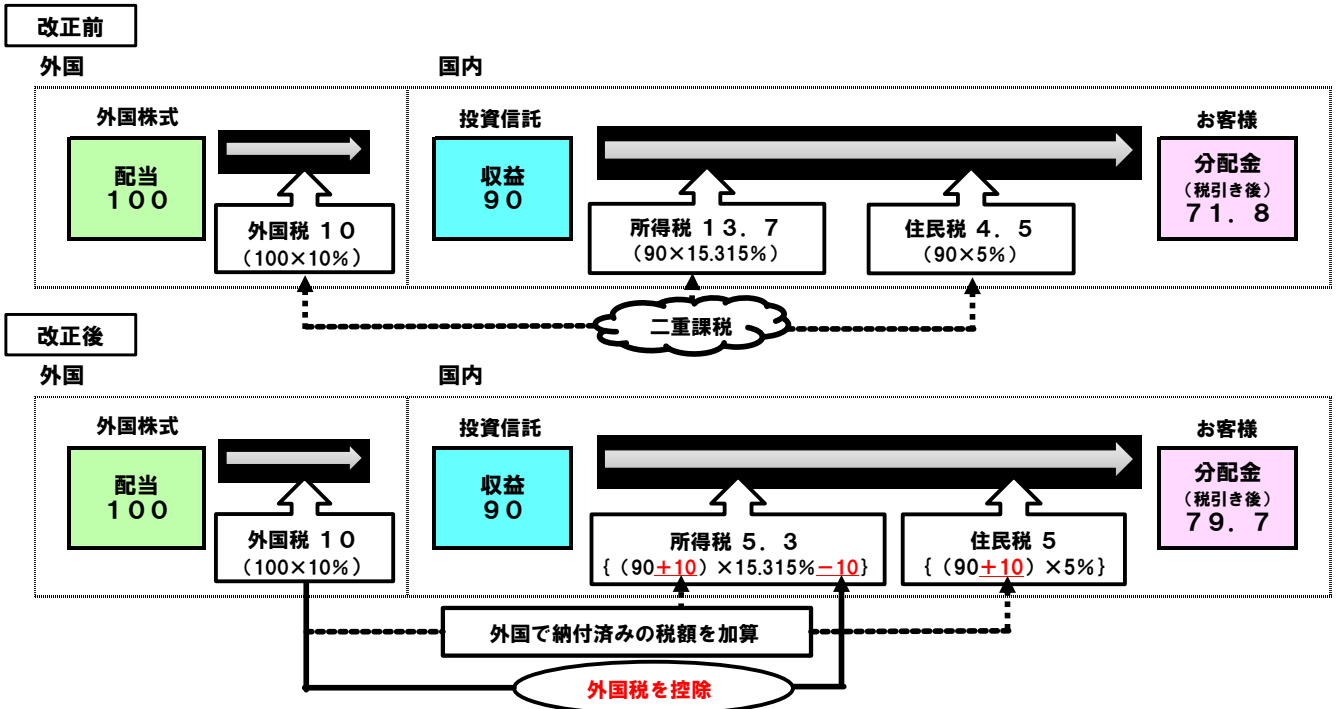 改正前
外国
国内
外国株式
投資信託
お客様
配当
１００
収益
９０
分配金
（税引き後）
７１．８
外国税 １０
（100×10%）
所得税 １３．７
（90×15.315%）
住民税 ４．５
（90×5%）
二重課税
改正後
外国
国内
外国株式
投資信託
お客様
配当
１００
収益
９０
分配金
（税引き後）
７９．７
外国税 １０
（100×10%）
所得税 ５．３
{（90+10）×15.315%－10}
住民税 ５
{（90+10）×5%}
外国で納付済みの税額を加算
外国税を控除